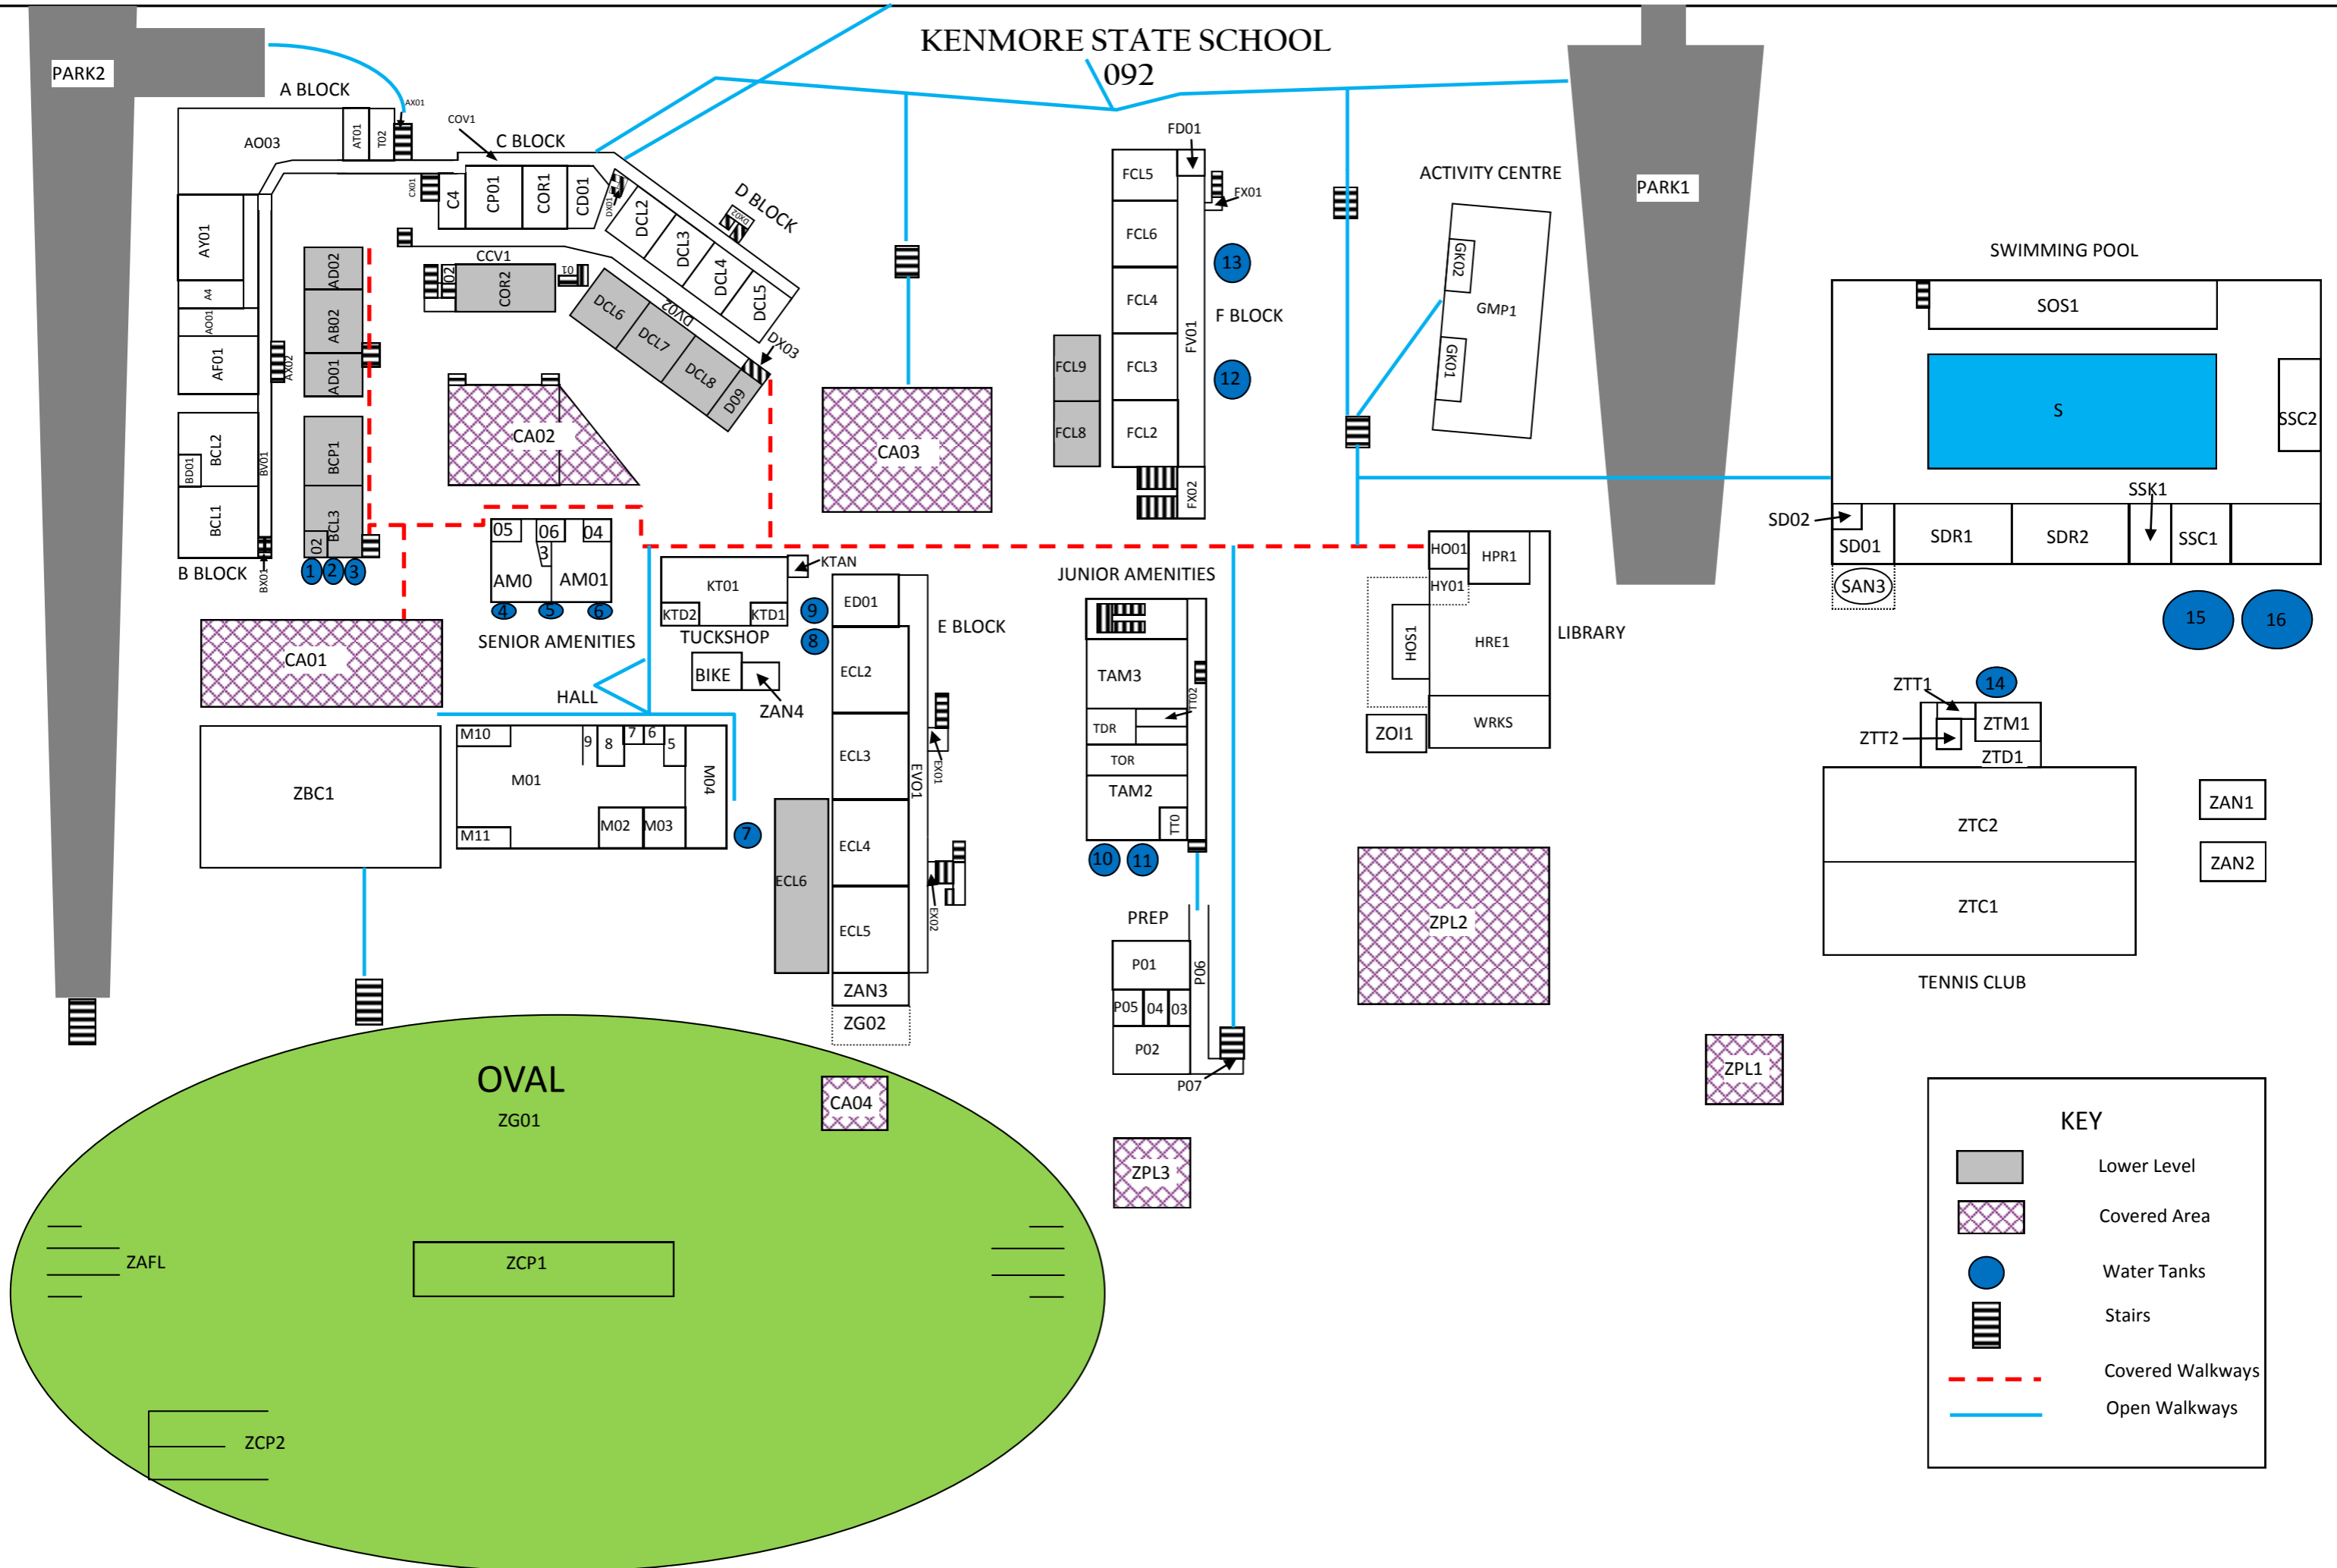 KENMORE STATE SCHOOL
092
PARK2
A BLOCK
AX01
AO03
AT01
T02
COV1
C BLOCK
CX01
C4
CP01
COR1
CD01
DX01
DCL2
DCL3
DCL4
DCL5
D BLOCK
DX02
AY01
A4
AO01
AF01
AX02
AD02
AB02
AD01
CCV1
02
COR2
01
DCL6
DCL7
DCL8
D09
DV02
DX03
BCL2
BD01
BCL1
BV01
BX01
B BLOCK
BCP1
BCL3
02
1
2
3
CA02
CA03
CA01
05
06
04
3
AM0
AM01
4
5
6
SENIOR AMENITIES
KT01
KTAN
KTD2
KTD1
TUCKSHOP
9
8
BIKE
ZAN4
HALL
ZBC1
M10
M01
M11
9
8
7
6
5
M04
M02
M03
7
E BLOCK
ED01
ECL2
ECL3
ECL4
ECL5
ECL6
EV01
EX01
EX02
ZAN3
ZG02
FD01
FCL5
FCL6
FCL4
FCL3
FCL2
FCL9
FCL8
FV01
FX01
FX02
13
12
F BLOCK
ACTIVITY CENTRE
GK02
GMP1
GK01
PARK1
JUNIOR AMENITIES
TAM3
TT02
TDR
TOR
TAM2
TT0
10
11
PREP
P01
P05
04
03
P02
P06
P07
HO01
HPR1
HY01
HOS1
HRE1
WRKS
ZOI1
LIBRARY
ZPL2
ZPL1
ZPL3
SWIMMING POOL
SOS1
S
SSC2
SSK1
SD02
SD01
SDR1
SDR2
SSC1
SAN3
15
16
14
ZTT1
ZTT2
ZTM1
ZTD1
ZTC2
ZTC1
ZAN1
ZAN2
TENNIS CLUB
OVAL
ZG01
CA04
ZAFL
ZCP1
ZCP2
KEY
Lower Level
Covered Area
Water Tanks
Stairs
Covered Walkways
Open Walkways